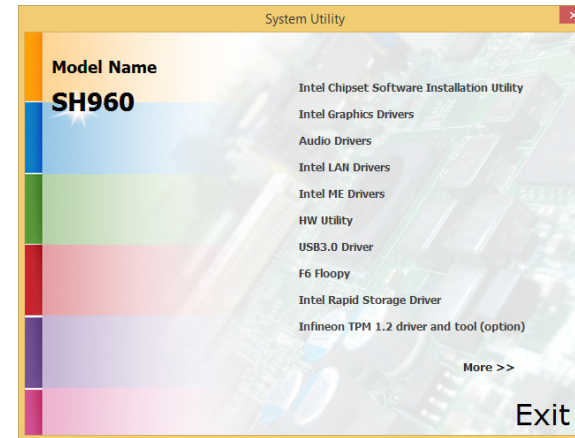 System Utility
Model Name
SH960
Intel Chipset Software Installation Utility
Intel Graphics Drivers
Audio Drivers
Intel LAN Drivers
Intel ME Drivers
HW Utility
USB3.0 Driver
F6 Floopy
Intel Rapid Storage Driver
Infineon TPM 1.2 driver and tool (option)
More >>
Exit